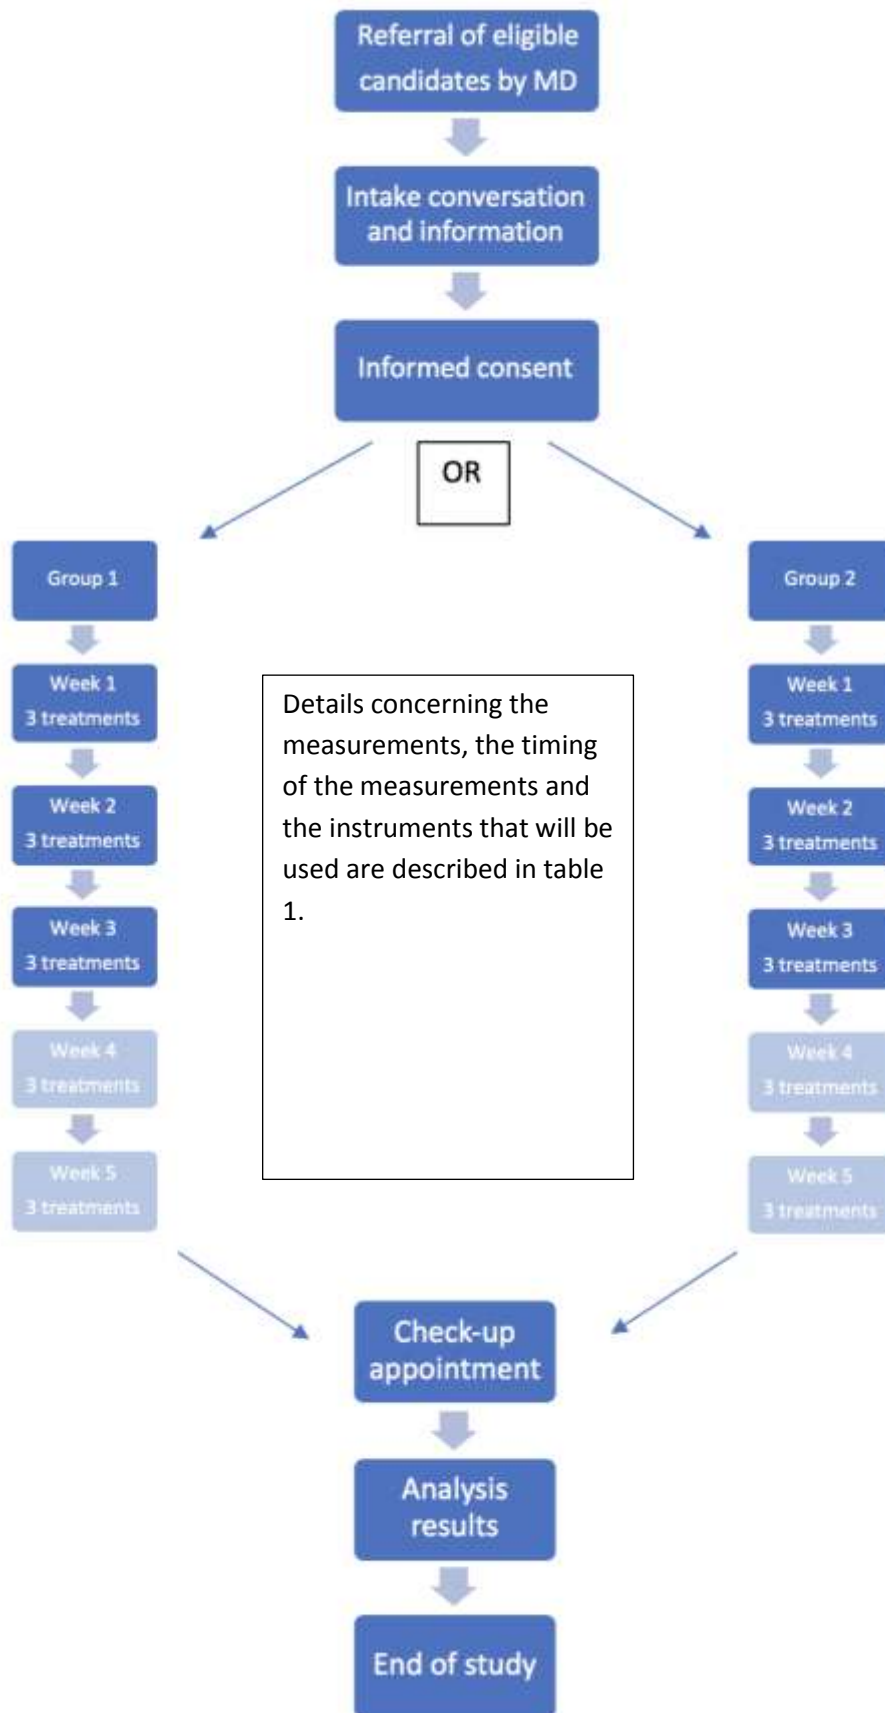 Referral of eligible
candidates by MD
Intake conversation
and information
Informed consent
OR
Group 1
Week 1
3 treatments
Week 2
3 treatments
Week 3
3 treatments
Week 4
3 treatments
Week 5
3 treatments
Details concerning the
measurements, the timing
of the measurements and
the instruments that will be
used are described in table
1.
Group 2
Week 1
3 treatments
Week 2
3 treatments
Week 3
3 treatments
Week 4
3 treatments
Week 5
3 treatments
Check-up
appointment
Analysis
results
End of study